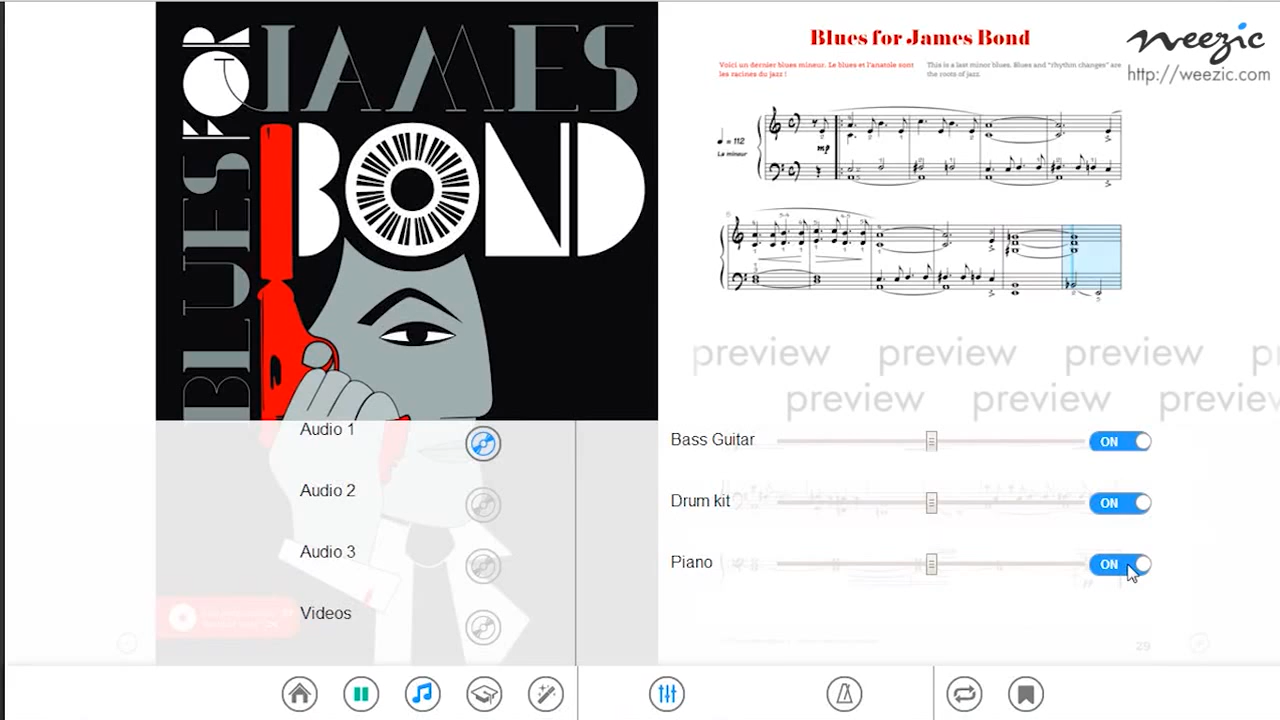 BLUES FOR
JAMES
BOND
Blues for James Bond
weezic
http://weezic.com
Voici un dernier blues mineur. Le blues et l'anatole sont
les racines du jazz !
This is a last minor blues. Blues and "rhythm changes" are
the roots of jazz.
= 112
La mineur
mp
preview preview preview
preview preview preview
Audio 1
Audio 2
Audio 3
Videos
Bass Guitar
ON
Drum kit
ON
Piano
ON
29